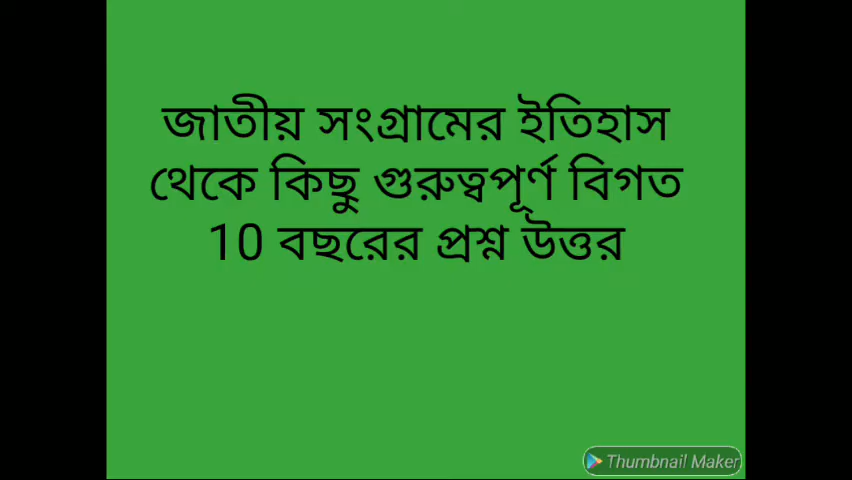 জাতীয় সংগ্রামের ইতিহাস
থেকে কিছু গুরুত্বপূর্ণ বিগত
10 বছরের প্রশ্ন উত্তর
Thumbnail Maker